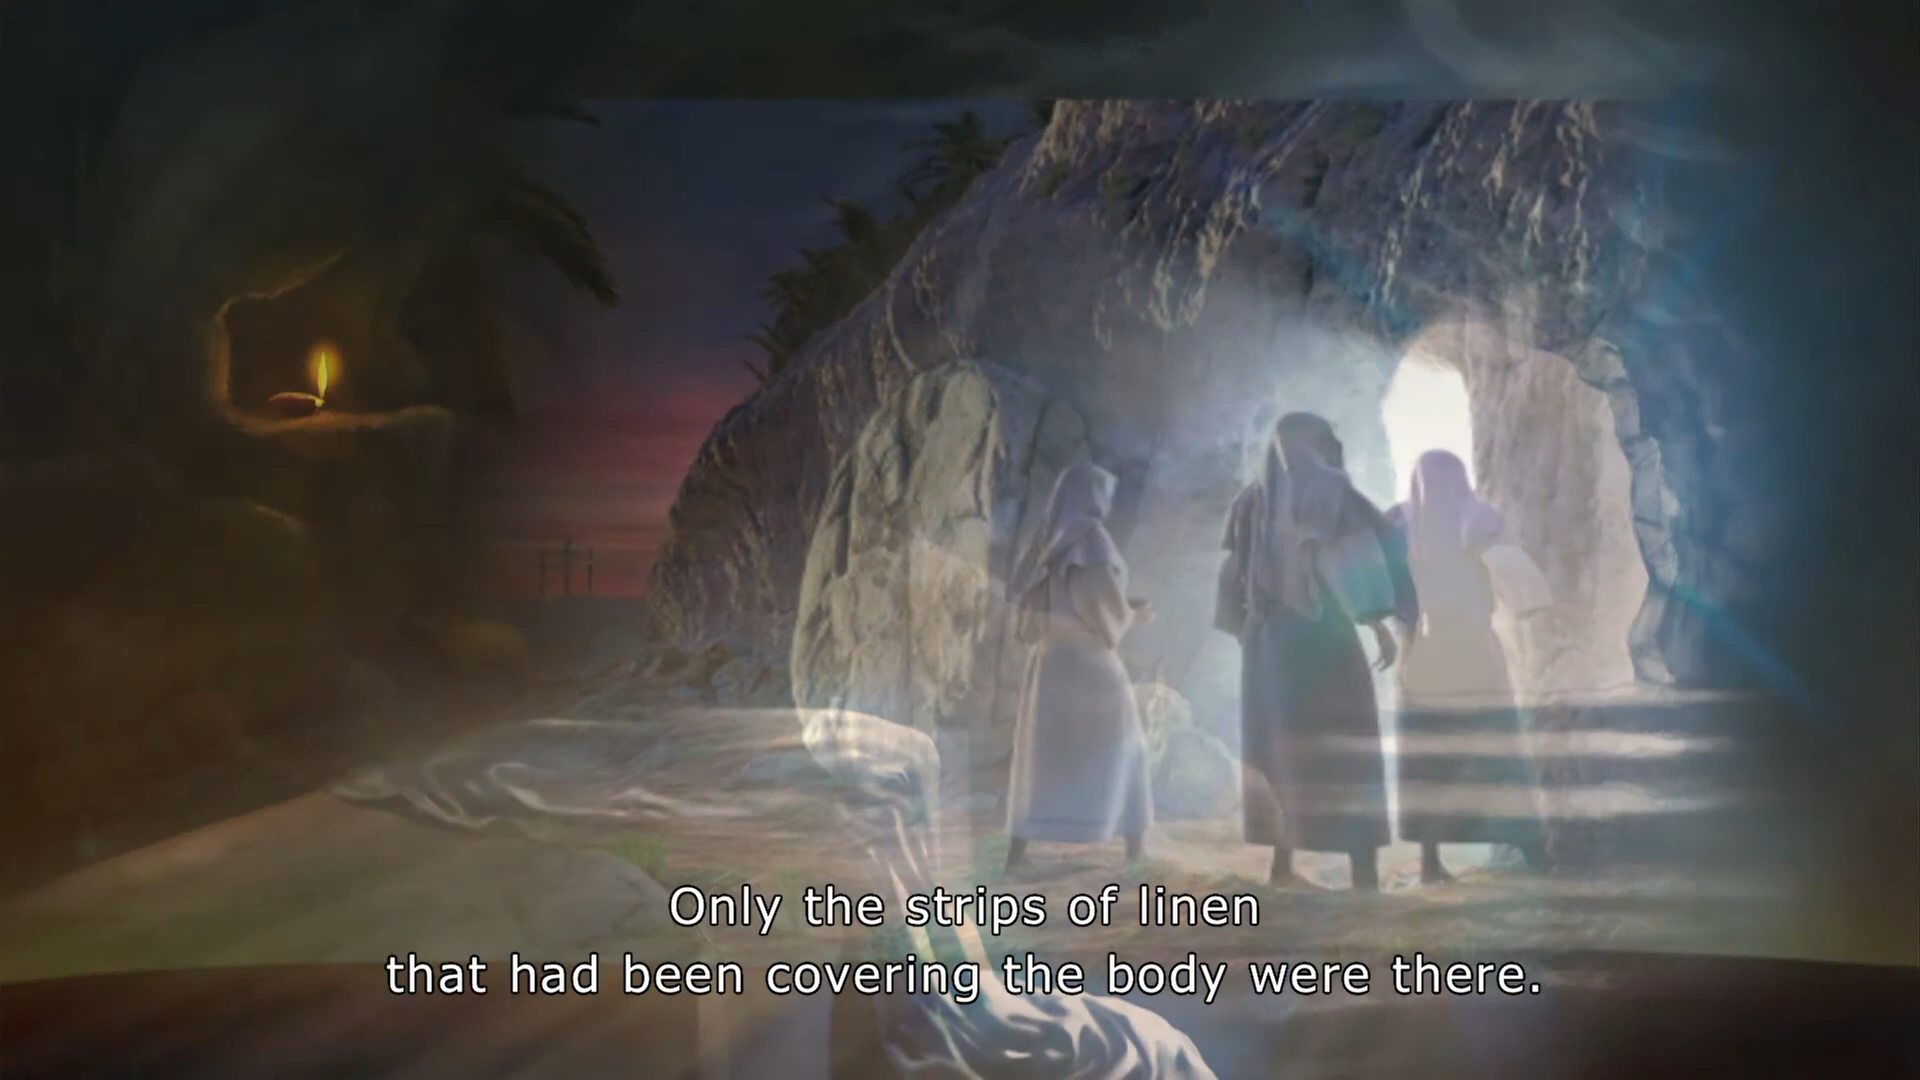 Only the strips of linen
that had been covering the body were there.